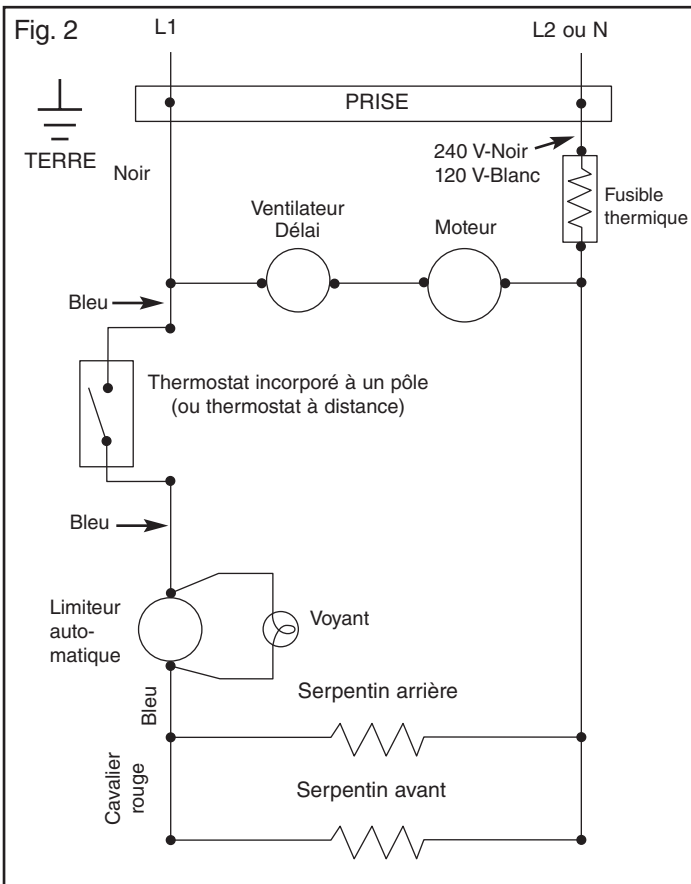 Fig. 2
L1
L2 ou N
PRISE
TERRE
Noir
240 V-Noir
120 V-Blanc
Fusible
thermique
Ventilateur
Délai
Moteur
Bleu
Thermostat incorporé à un pôle
(ou thermostat à distance)
Bleu
Limiteur
auto-
matique
Voyant
Bleu
Serpentin arrière
Cavalier
rouge
Serpentin avant